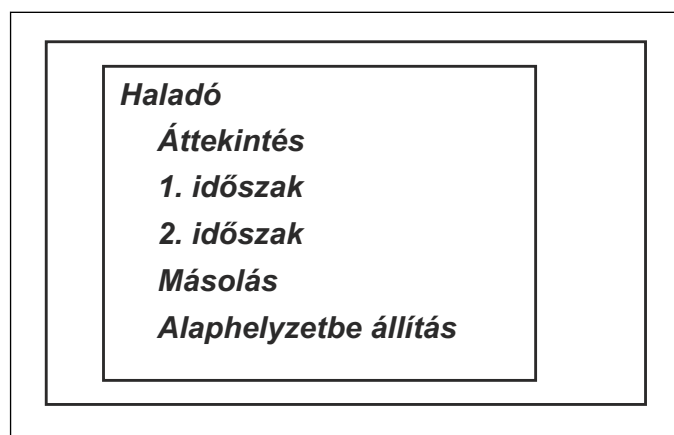 Haladó
Áttekintés
1. időszak
2. időszak
Másolás
Alaphelyzetbe állítás